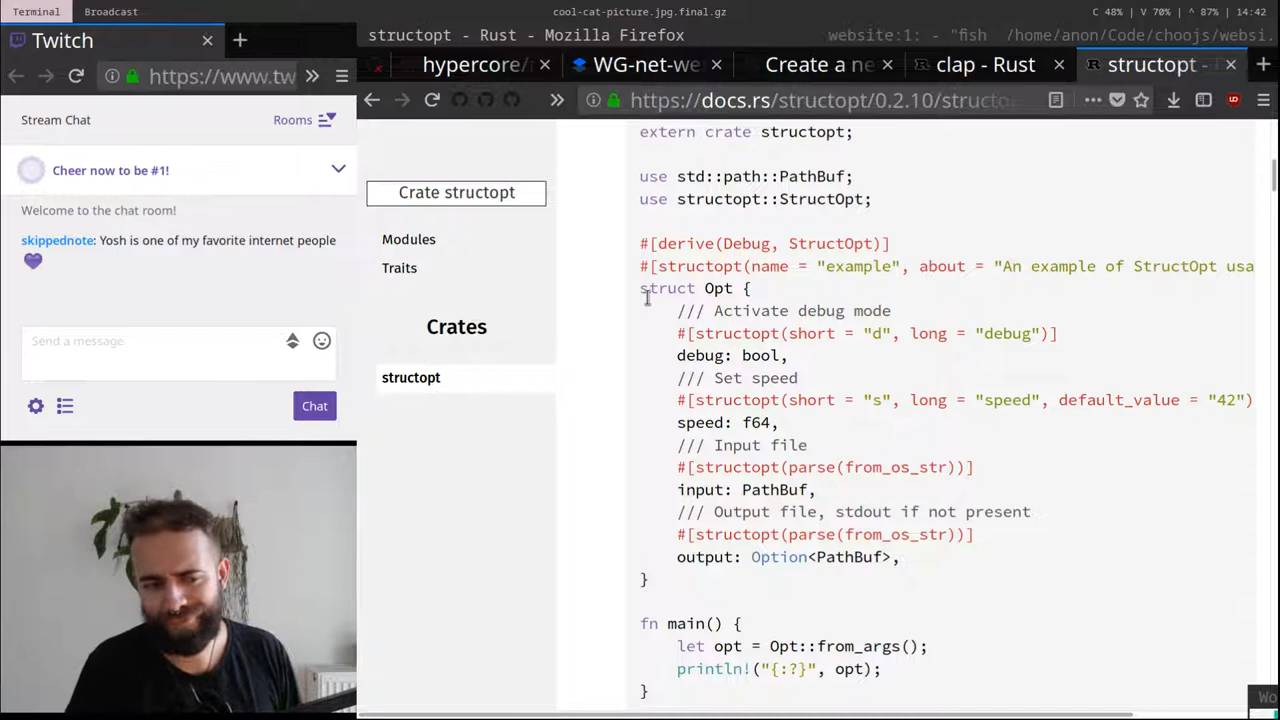 Terminal
Broadcast
cool-cat-picture.jpg.final.gz
C 48% | V 70% | ^ 87% | 14:42
Twitch
structopt - Rust - Mozilla Firefox
website:1: - "fish /home/anon/Code/choojs/websi.
hypercore/
WG-net-we
Create a ne
clap - Rust
structopt -
https://www.tw
https://docs.rs/structopt/0.2.10/structo
Stream Chat
Rooms
Cheer now to be #1!
Welcome to the chat room!
skippednote: Yosh is one of my favorite internet people
Send a message
Chat
Crate structopt
Modules
Traits
Crates
structopt
extern crate structopt;
use std::path::PathBuf;
use structopt::StructOpt;
#[derive(Debug, StructOpt)]
#[structopt(name = "example", about = "An example of StructOpt usa
struct Opt {
/// Activate debug mode
#[structopt(short = "d", long = "debug")]
debug: bool,
/// Set speed
#[structopt(short = "s", long = "speed", default_value = "42")
speed: f64,
/// Input file
#[structopt(parse(from_os_str))]
input: PathBuf,
/// Output file, stdout if not present
#[structopt(parse(from_os_str))]
output: Option<PathBuf>,
}
fn main() {
let opt = Opt::from_args();
println!("{:?}", opt);
}
Wo